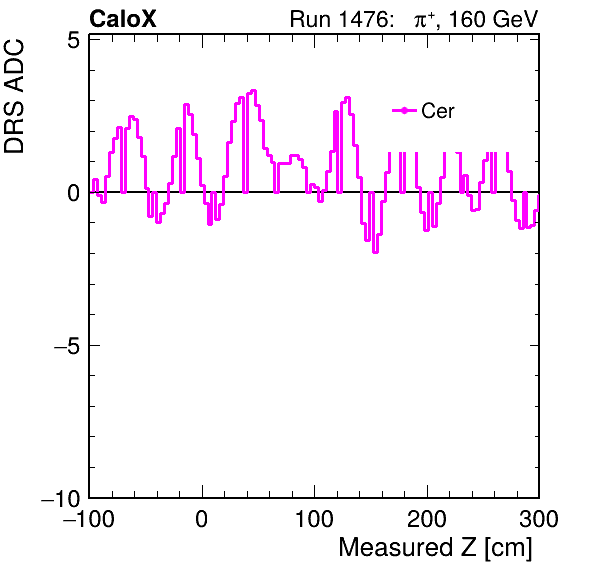 CaloX Run 1476: π⁺, 160 GeV
DRS ADC
5
0
−5
−10
Cer
−100 0 100 200 300
Measured Z [cm]